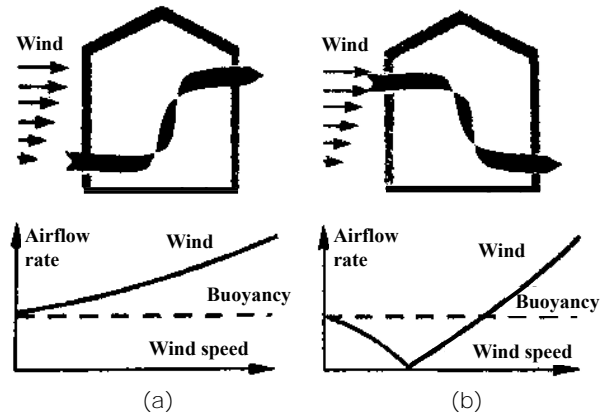 Wind
Wind
Airflow
rate
Wind
Buoyancy
Wind speed
(a)
Airflow
rate
Wind
Buoyancy
Wind speed
(b)